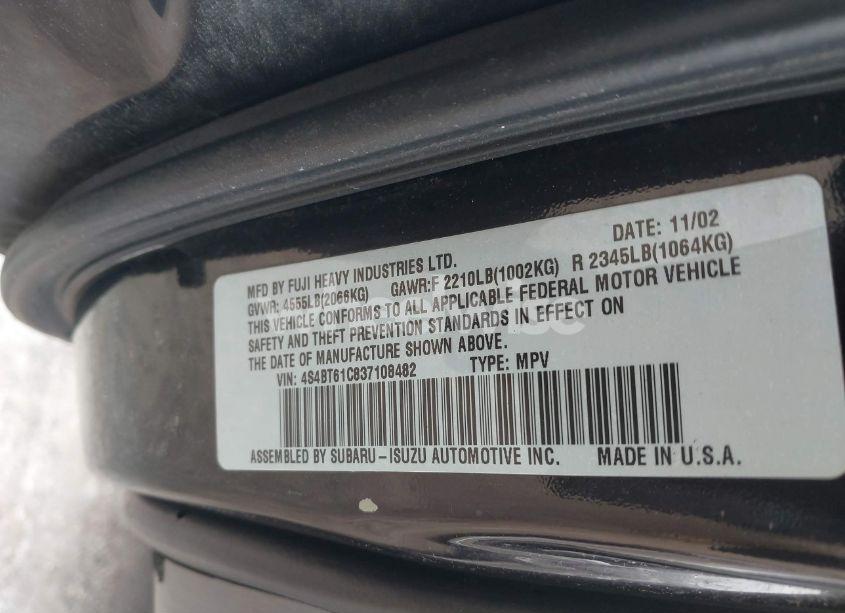 DATE: 11/02
MFD BY FUJI HEAVY INDUSTRIES LTD.
GVWR: 4555LB(2066KG) GAWR:F 2210LB(1002KG) R 2345LB(1064KG)
THIS VEHICLE CONFORMS TO ALL APPLICABLE FEDERAL MOTOR VEHICLE
SAFETY AND THEFT PREVENTION STANDARDS IN EFFECT ON
THE DATE OF MANUFACTURE SHOWN ABOVE.
VIN: 4S4BT61C837108482 TYPE: MPV
ASSEMBLED BY SUBARU-ISUZU AUTOMOTIVE INC. MADE IN U.S.A.